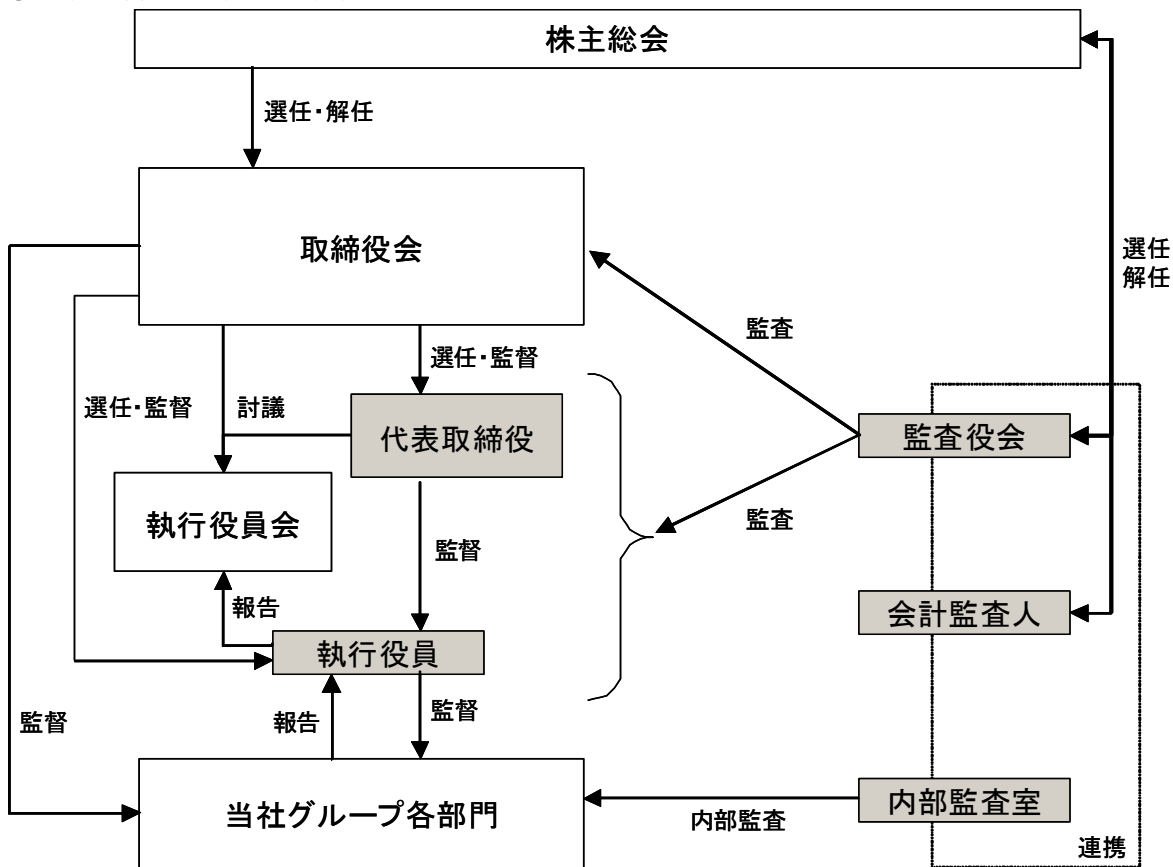 株主総会
選任・解任
取締役会
選任
解任
監査
選任・監督
選任・監督
討議
代表取締役
監査役会
監査
執行役員会
監督
報告
会計監査人
執行役員
監督
報告
監督
当社グループ各部門
内部監査
内部監査室
連携